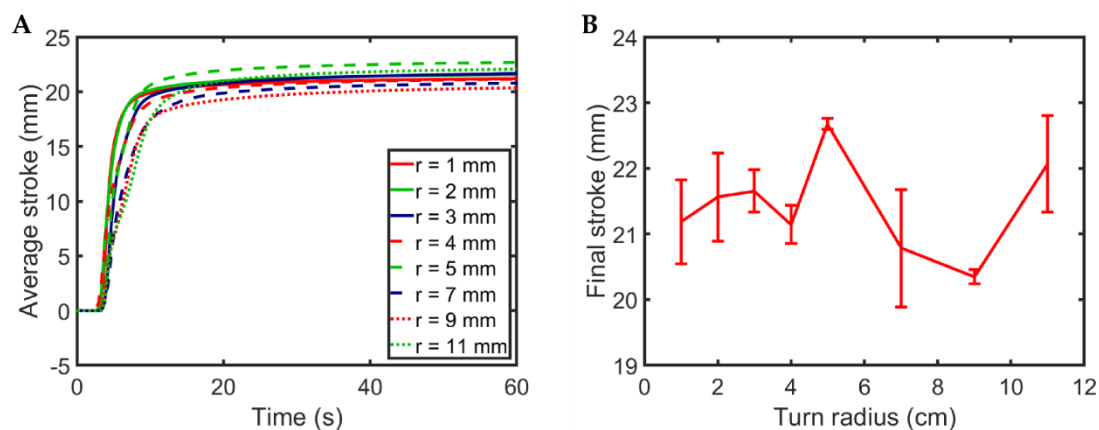 A
Average stroke (mm)
25
20
15
10
5
0
-5
0
20
40
60
Time (s)
r = 1 mm
r = 2 mm
r = 3 mm
r = 4 mm
r = 5 mm
r = 7 mm
r = 9 mm
r = 11 mm
B
Final stroke (mm)
24
23
22
21
20
19
0
2
4
6
8
10
12
Turn radius (cm)